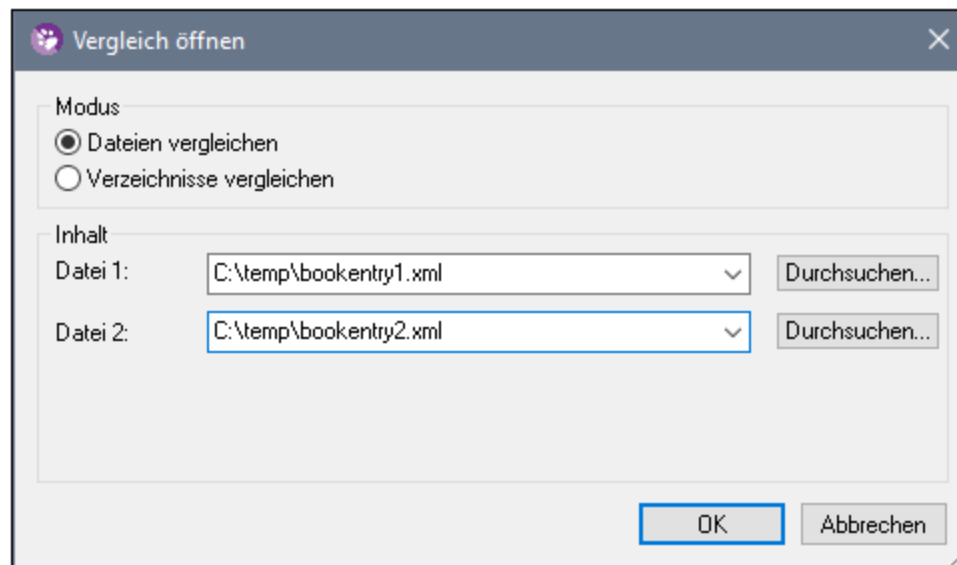 Vergleich öffnen
Modus
Dateien vergleichen
Verzeichnisse vergleichen
Inhalt
Datei 1: C:\temp\bookentry1.xml Durchsuchen...
Datei 2: C:\temp\bookentry2.xml Durchsuchen...
OK Abbrechen